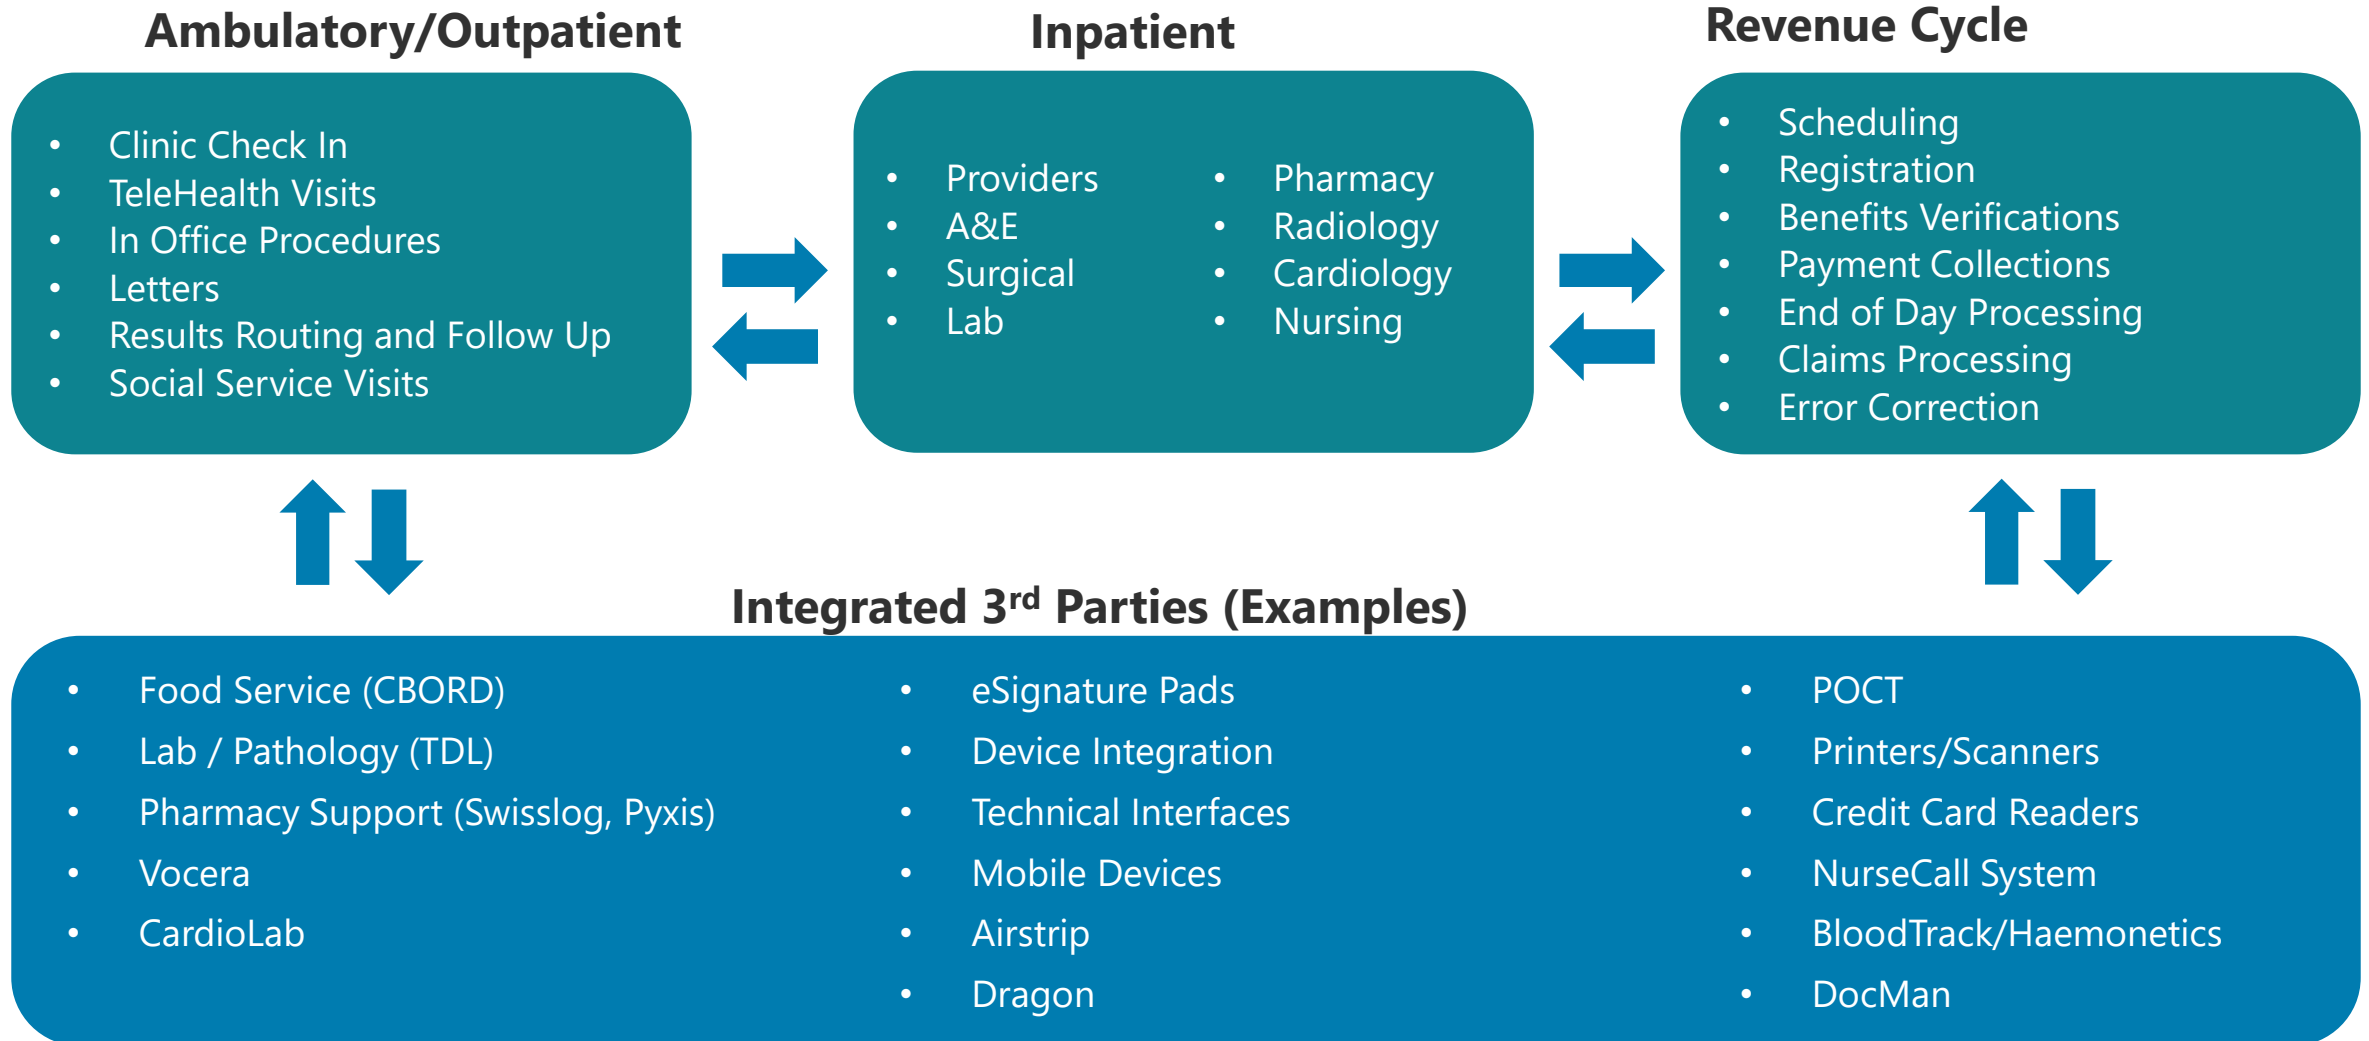 Ambulatory/Outpatient
• Clinic Check In
• TeleHealth Visits
• In Office Procedures
• Letters
• Results Routing and Follow Up
• Social Service Visits
Inpatient
• Providers
• A&E
• Surgical
• Lab
• Pharmacy
• Radiology
• Cardiology
• Nursing
Revenue Cycle
• Scheduling
• Registration
• Benefits Verifications
• Payment Collections
• End of Day Processing
• Claims Processing
• Error Correction
Integrated 3rd Parties (Examples)
• Food Service (CBORD)
• Lab / Pathology (TDL)
• Pharmacy Support (Swisslog, Pyxis)
• Vocera
• CardioLab
• eSignature Pads
• Device Integration
• Technical Interfaces
• Mobile Devices
• Airstrip
• Dragon
• POCT
• Printers/Scanners
• Credit Card Readers
• NurseCall System
• BloodTrack/Haemonetics
• DocMan